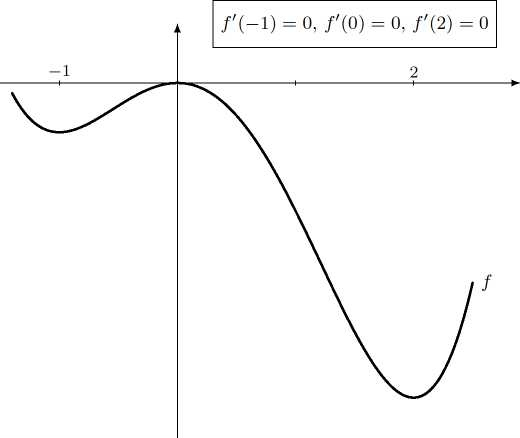 f′(−1) = 0, f′(0) = 0, f′(2) = 0
−1
2
f